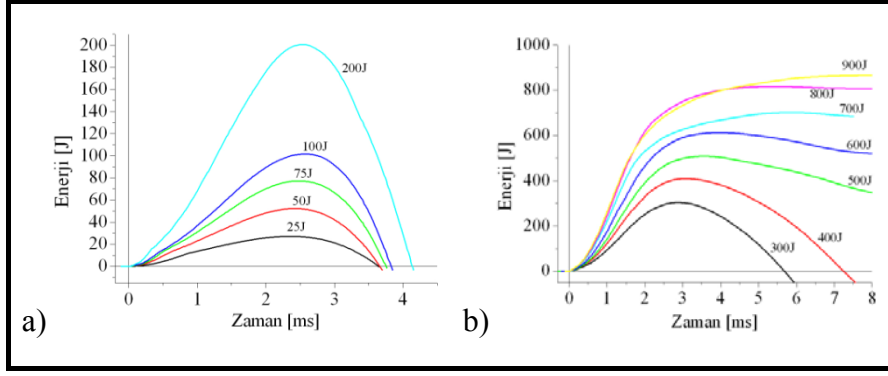 200
180
160
140
120
100
80
60
40
20
0
Enerji [J]
200J
100J
75J
50J
25J
0
1
2
3
4
Zaman [ms]
a)
1000
800
600
400
200
0
Enerji [J]
900J
800J
700J
600J
500J
400J
300J
0
1
2
3
4
5
6
7
8
Zaman [ms]
b)